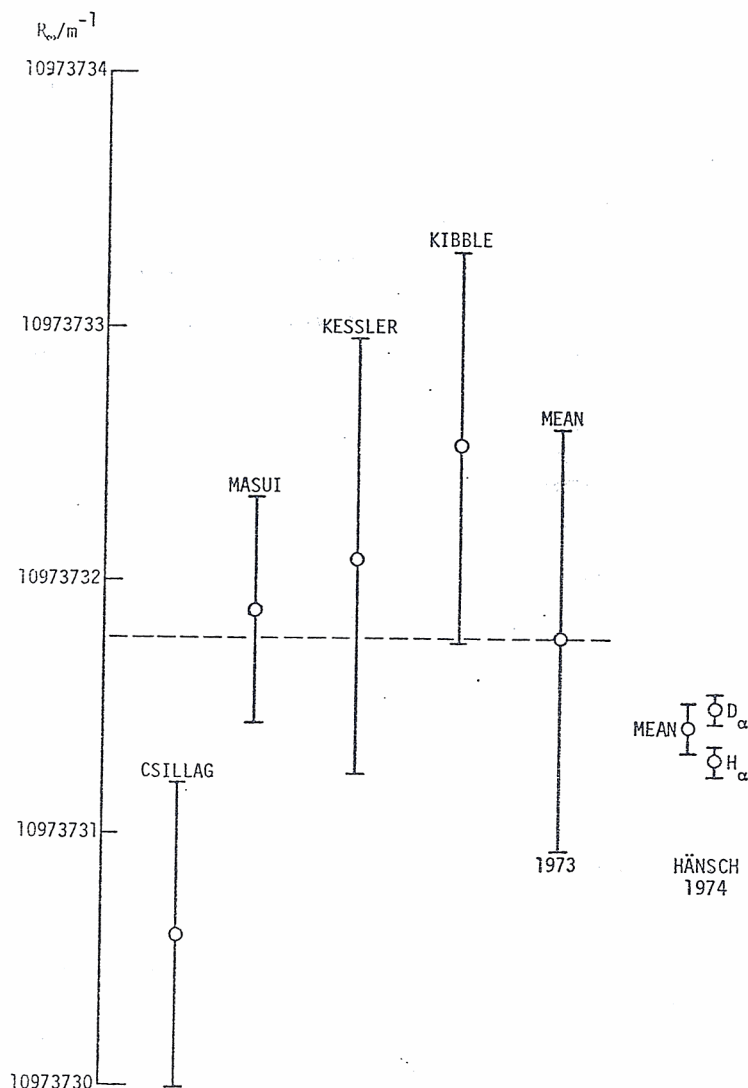 R∞/m⁻¹
10973734
KIBBLE
10973733
KESSLER
MEAN
MASUI
10973732
MEAN
Dα
Hα
CSILLAG
10973731
1973
HÄNSCH
1974
10973730